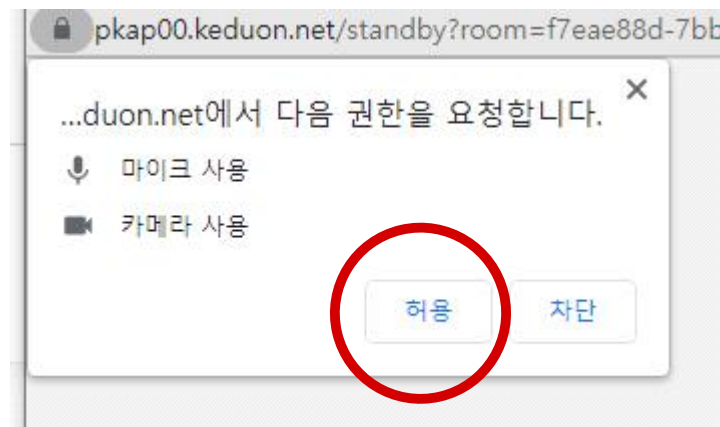 pkap00.keduon.net/standby?room=f7eae88d-7bb
...duon.net에서 다음 권한을 요청합니다.
마이크 사용
카메라 사용
허용 차단